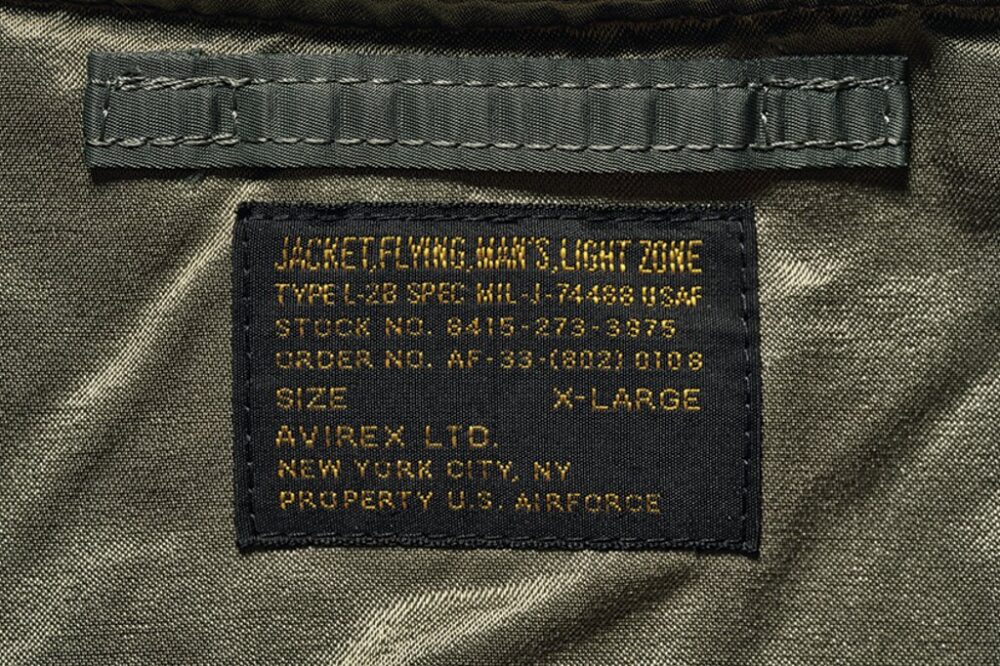 JACKET,FLYING,MAN'S,LIGHT ZONE
TYPE L-2B SPEC MIL-J-74488 USAF
STOCK NO. 8415-273-3975
ORDER NO. AF-33-(802) 0108
SIZE X-LARGE
AVIREX LTD.
NEW YORK CITY, NY
PROPERTY U.S. AIRFORCE